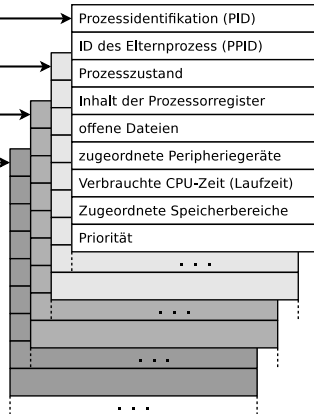 Prozessidentifikation (PID)
ID des Elternprozess (PPID)
Prozesszustand
Inhalt der Prozessorregister
offene Dateien
zugeordnete Peripheriegeräte
Verbrauchte CPU-Zeit (Laufzeit)
Zugeordnete Speicherbereiche
Priorität
. . .
. . .
. . .
. . .